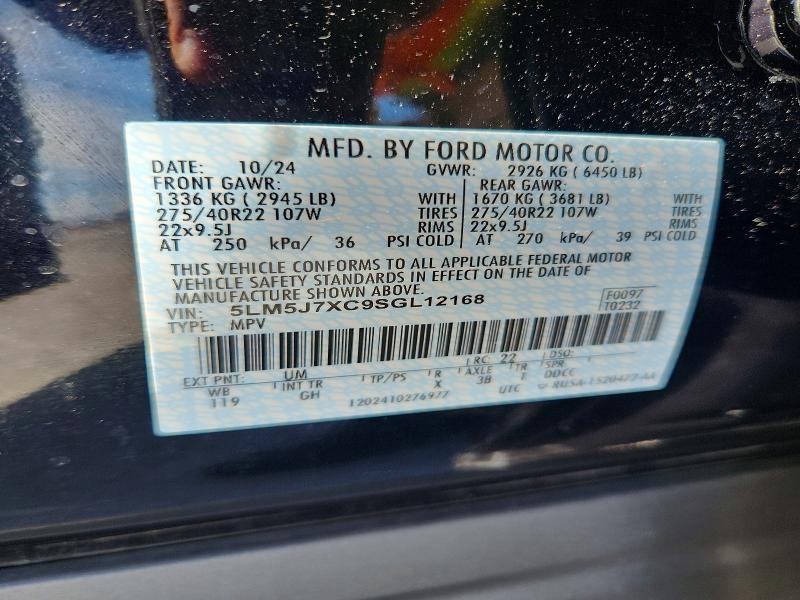 MFD. BY FORD MOTOR CO.
DATE: 10/24 GVWR: 2926 KG ( 6450 LB)
FRONT GAWR: REAR GAWR:
1336 KG ( 2945 LB) WITH 1670 KG ( 3681 LB) WITH
275/40R22 107W TIRES 275/40R22 107W TIRES
22x9.5J RIMS 22x9.5J RIMS
AT 250 kPa/ 36 PSI COLD AT 270 kPa/ 39 PSI COLD
THIS VEHICLE CONFORMS TO ALL APPLICABLE FEDERAL MOTOR
VEHICLE SAFETY STANDARDS IN EFFECT ON THE DATE OF
MANUFACTURE SHOWN ABOVE.
VIN: 5LM5J7XC9SGL12168 F0097
TYPE: MPV T0232
RC: 22 DSO:
EXT PNT: UM AXLE TR SPR
WB INT TR TP/PS R 3B T DDCC
119 GH X UTC
1202410276977